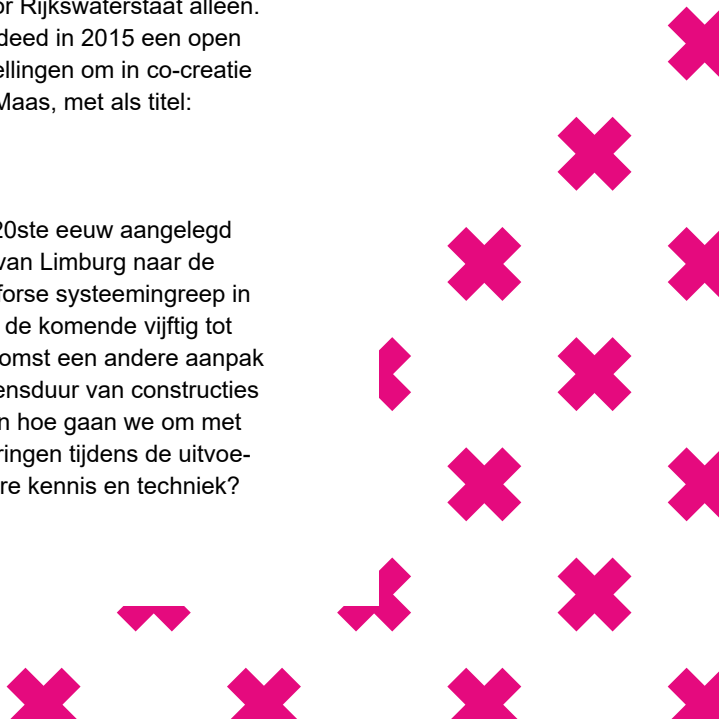 or Rijkswaterstaat alleen.
deed in 2015 een open
ellingen om in co-creatie
Maas, met als titel:
20ste eeuw aangelegd
van Limburg naar de
forse systeemingreep in
de komende vijftig tot
omst een andere aanpak
ensduur van constructies
n hoe gaan we om met
ringen tijdens de uitvoe-
re kennis en techniek?